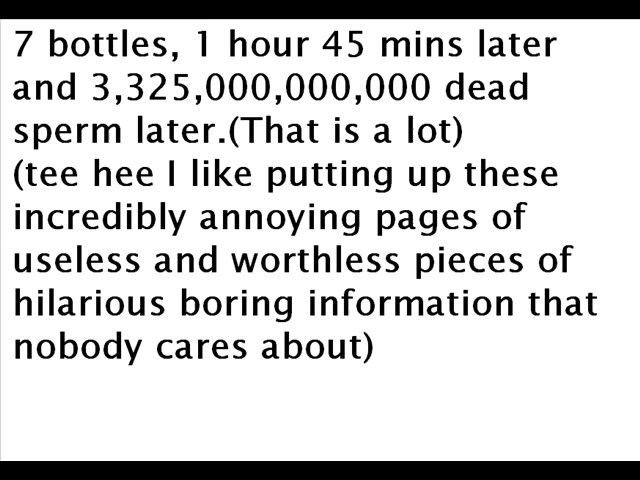 7 bottles, 1 hour 45 mins later
and 3,325,000,000,000 dead
sperm later.(That is a lot)
(tee hee I like putting up these
incredibly annoying pages of
useless and worthless pieces of
hilarious boring information that
nobody cares about)